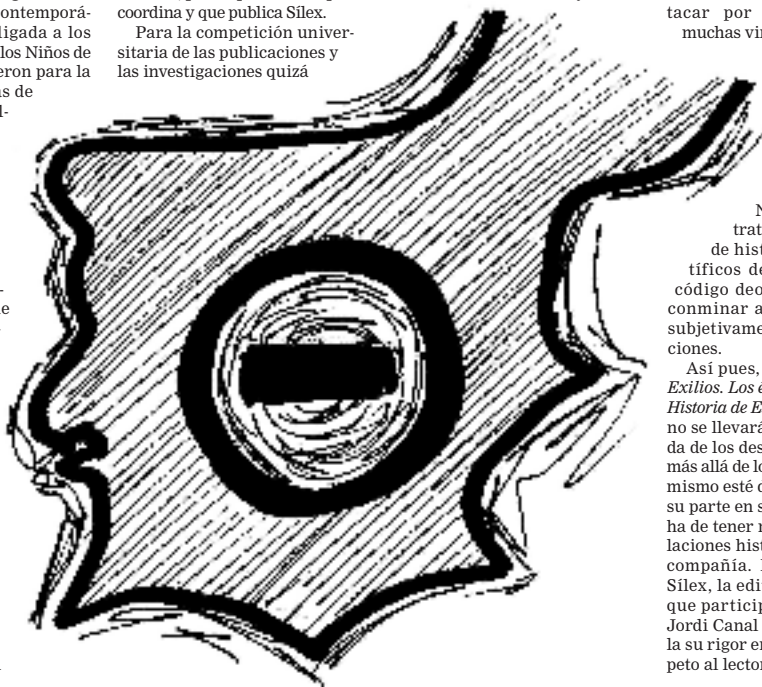 ontemporá-
ligada a los
los Niños de
eron para la
s de
l-
coordina y que publica Sílex.
Para la competición univer-
sitaria de las publicaciones y
las investigaciones quizá
tacar por
muchas vi
N
trat
de hist
tíficos de
código deo
conminar a
subjetivame
ciones.
Así pues,
Exilios. Los é
Historia de E
no se llevará
da de los des
más allá de lo
mismo esté
su parte en s
ha de tener
laciones hist
compañía.
Sílex, la edi
que particip
Jordi Canal
la su rigor en
peto al lector